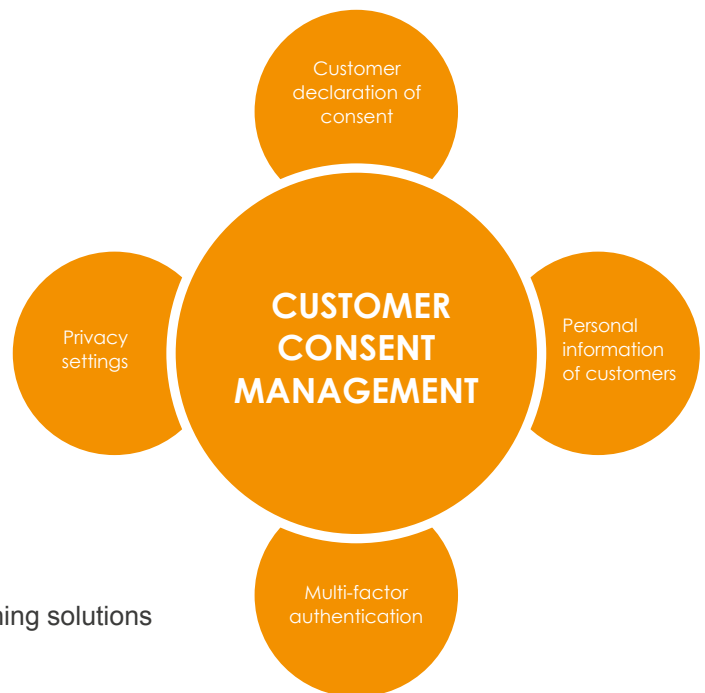 Customer
declaration of
consent
CUSTOMER
CONSENT
MANAGEMENT
Privacy
settings
Personal
information
of customers
Multi-factor
authentication
ning solutions